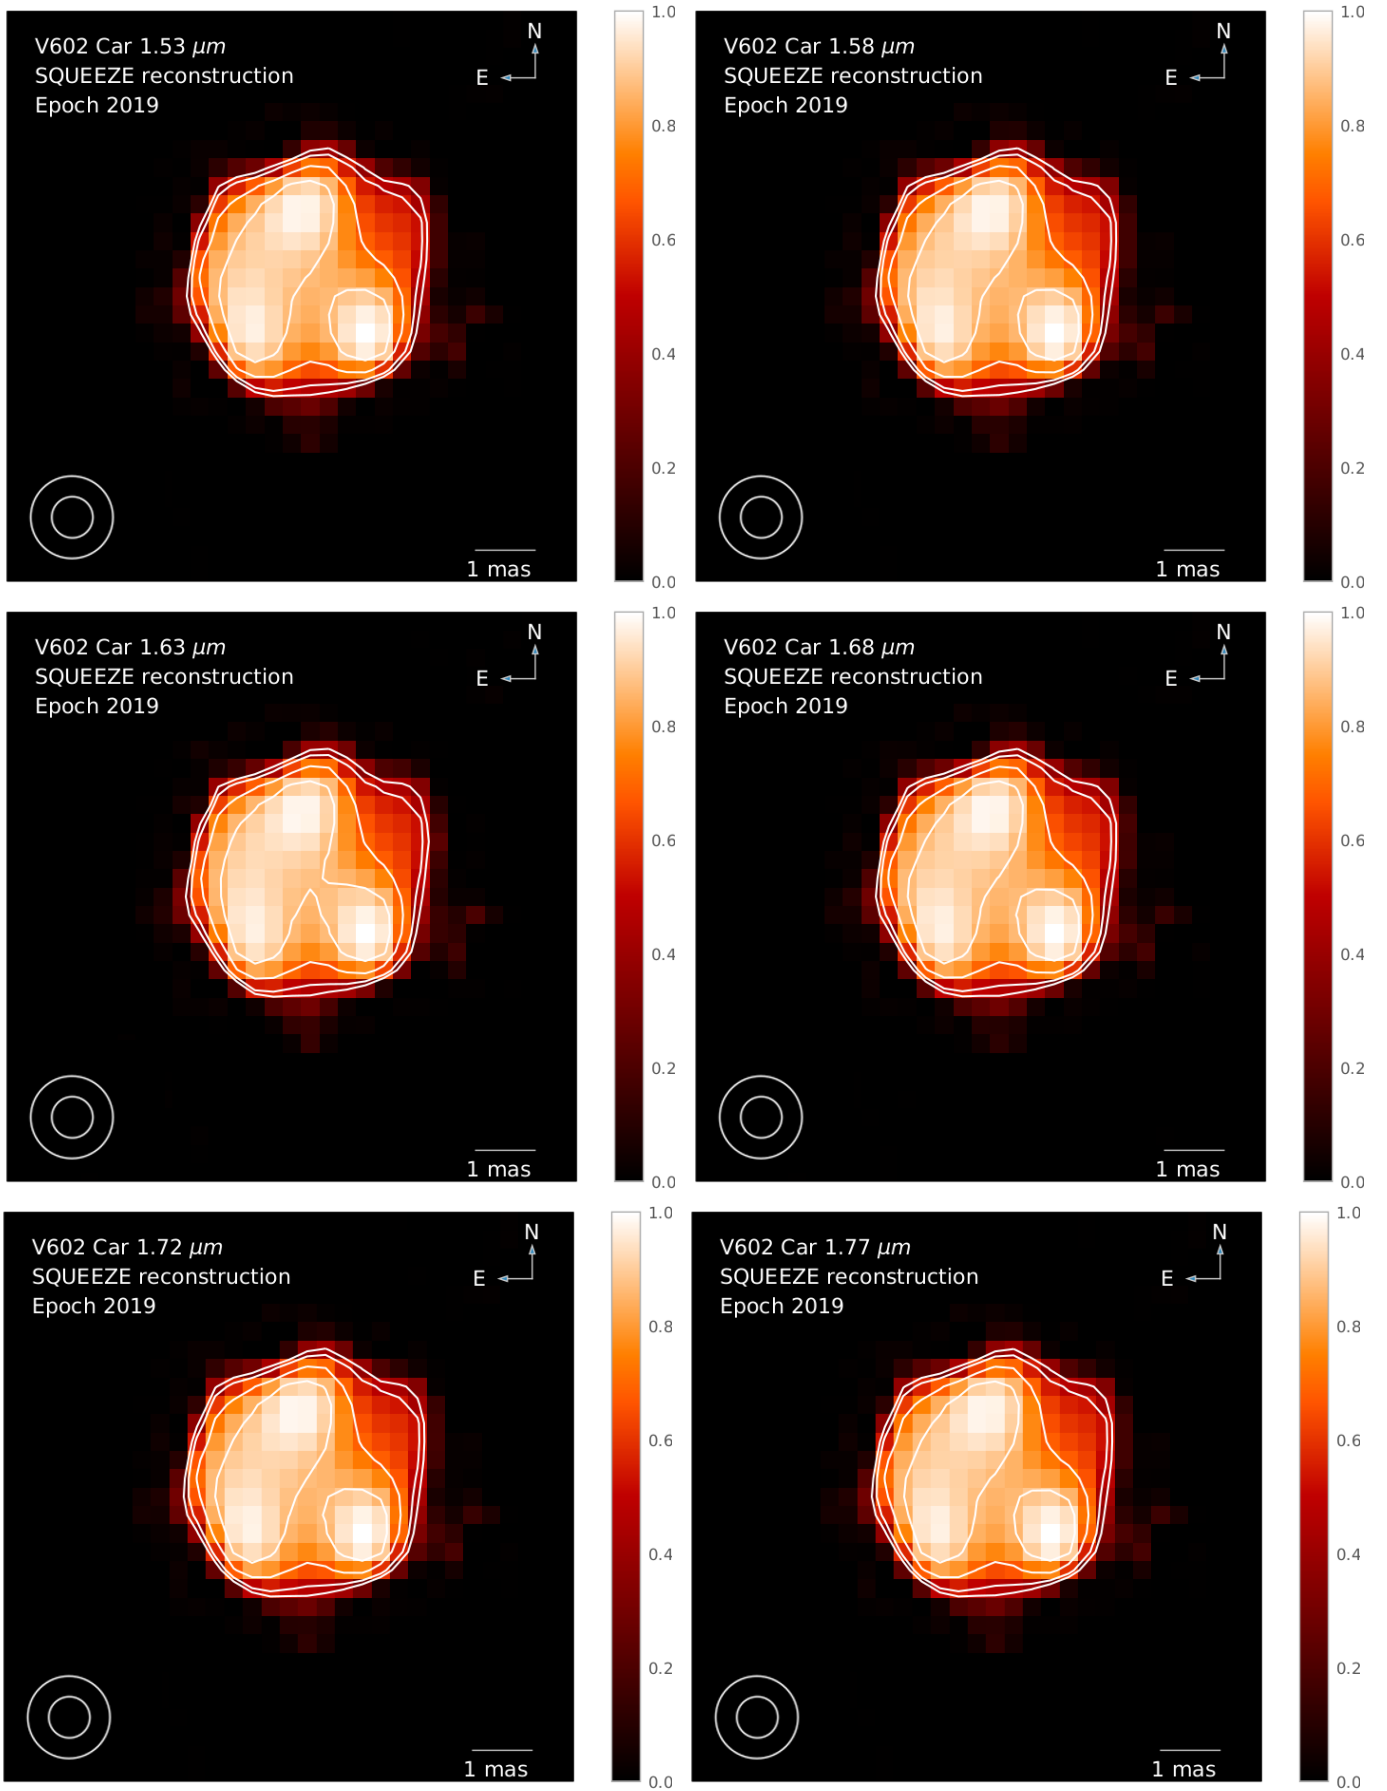 V602 Car 1.53 μm
SQUEEZE reconstruction
Epoch 2019
N
E
1 mas
1.0
0.8
0.6
0.4
0.2
0.0
V602 Car 1.58 μm
SQUEEZE reconstruction
Epoch 2019
N
E
1 mas
1.0
0.8
0.6
0.4
0.2
0.0
V602 Car 1.63 μm
SQUEEZE reconstruction
Epoch 2019
N
E
1 mas
1.0
0.8
0.6
0.4
0.2
0.0
V602 Car 1.68 μm
SQUEEZE reconstruction
Epoch 2019
N
E
1 mas
1.0
0.8
0.6
0.4
0.2
0.0
V602 Car 1.72 μm
SQUEEZE reconstruction
Epoch 2019
N
E
1 mas
1.0
0.8
0.6
0.4
0.2
0.0
V602 Car 1.77 μm
SQUEEZE reconstruction
Epoch 2019
N
E
1 mas
1.0
0.8
0.6
0.4
0.2
0.0